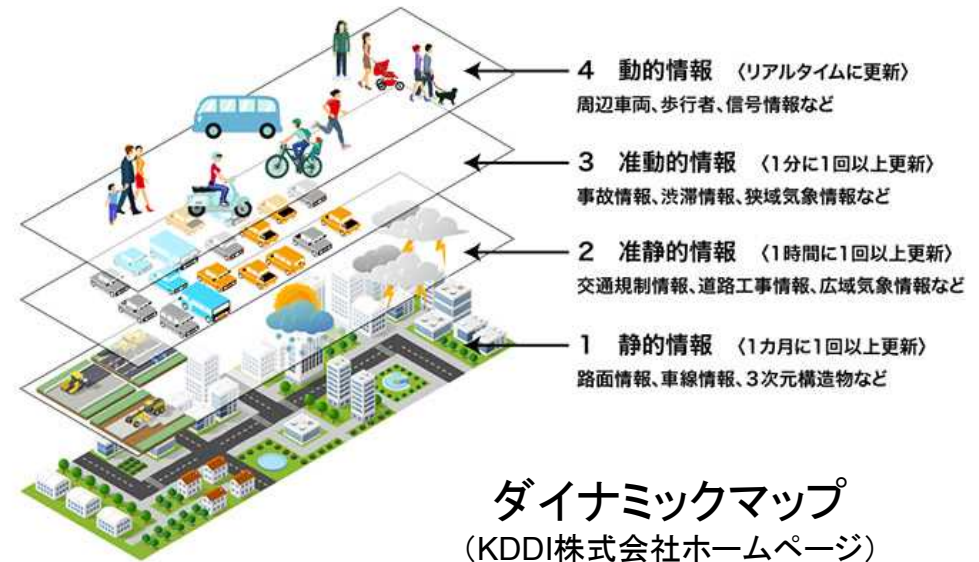 4 動的情報 〈リアルタイムに更新〉
周辺車両、歩行者、信号情報など
3 准動的情報 〈1分に1回以上更新〉
事故情報、渋滞情報、狭域気象情報など
2 准静的情報 〈1時間に1回以上更新〉
交通規制情報、道路工事情報、広域気象情報など
1 静的情報 〈1カ月に1回以上更新〉
路面情報、車線情報、3次元構造物など
ダイナミックマップ
（KDDI株式会社ホームページ）